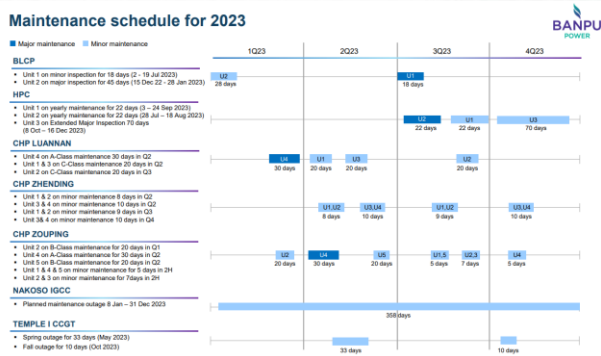 Maintenance schedule for 2023
BANPU
POWER
Major maintenance Minor maintenance
1Q23 2Q23 3Q23 4Q23
BLCP
Unit 1 on minor inspection for 18 days (2 - 19 Jul 2023)
Unit 2 on major inspection for 45 days (15 Dec 22 - 28 Jan 2023)
U2 U1
28 days 18 days
HPC
Unit 1 on yearly maintenance for 22 days (3 – 24 Sep 2023)
Unit 2 on yearly maintenance for 22 days (28 Jul – 18 Aug 2023)
Unit 3 on Extended Major Inspection 70 days
(8 Oct – 16 Dec 2023)
U2 U1 U3
22 days 22 days 70 days
CHP LUANNAN
Unit 4 on A-Class maintenance 30 days in Q2
Unit 1 & 3 on C-Class maintenance 20 days in Q2
Unit 2 on C-Class maintenance 20 days in Q3
U4 U1 U3 U2
30 days 20 days 20 days 20 days
CHP ZHENDING
Unit 1 & 2 on minor maintenance 8 days in Q2
Unit 3 & 4 on minor maintenance 10 days in Q2
Unit 1 & 2 on minor maintenance 9 days in Q3
Unit 3& 4 on minor maintenance 10 days in Q4
U1,U2 U3,U4 U1,U2 U3,U4
8 days 10 days 9 days 10 days
CHP ZOUPING
Unit 2 on B-Class maintenance for 20 days in Q1
Unit 4 on A-Class maintenance for 30 days in Q2
Unit 5 on B-Class maintenance for 20 days in Q2
Unit 1 & 4 & 5 on minor maintenance for 5 days in 2H
Unit 2 & 3 on minor maintenance for 7days in 2H
U2 U4 U5 U1,5 U2,3 U4
20 days 30 days 20 days 5 days 7 days 5 days
NAKOSO IGCC
Planned maintenance outage 8 Jan – 31 Dec 2023
358 days
TEMPLE I CCGT
Spring outage for 33 days (May 2023)
Fall outage for 10 days (Oct 2023)
33 days 10 days